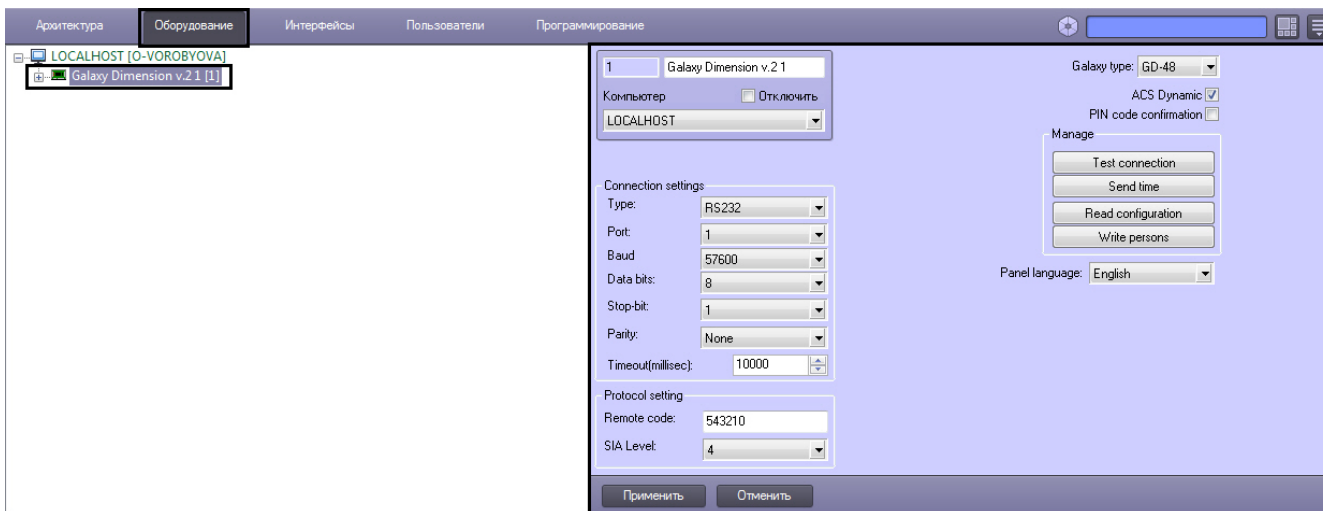 Архитектура Оборудование Интерфейсы Пользователи Программирование
LOCALHOST [O-VOROBYOVA]
Galaxy Dimension v.2 1 [1]
1 Galaxy Dimension v.2 1
Компьютер Отключить
LOCALHOST
Connection settings
Type: RS232
Port: 1
Baud 57600
Data bits: 8
Stop-bit: 1
Parity: None
Timeout(millisec): 10000
Protocol setting
Remote code: 543210
SIA Level: 4
Galaxy type: GD-48
ACS Dynamic
PIN code confirmation
Manage
Test connection
Send time
Read configuration
Write persons
Panel language: English
Применить Отменить